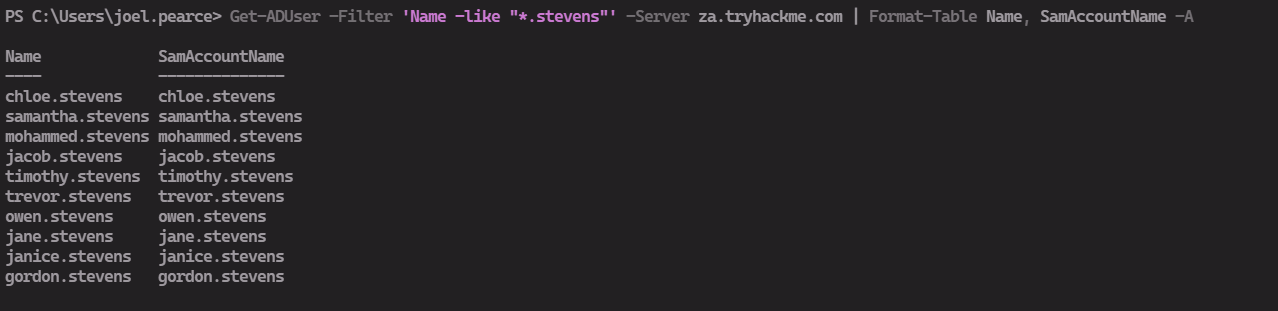 PS C:\Users\joel.pearce> Get-ADUser -Filter 'Name -like "*.stevens"' -Server za.tryhackme.com | Format-Table Name, SamAccountName -A
Name SamAccountName
---- --------------
chloe.stevens chloe.stevens
samantha.stevens samantha.stevens
mohammed.stevens mohammed.stevens
jacob.stevens jacob.stevens
timothy.stevens timothy.stevens
trevor.stevens trevor.stevens
owen.stevens owen.stevens
jane.stevens jane.stevens
janice.stevens janice.stevens
gordon.stevens gordon.stevens